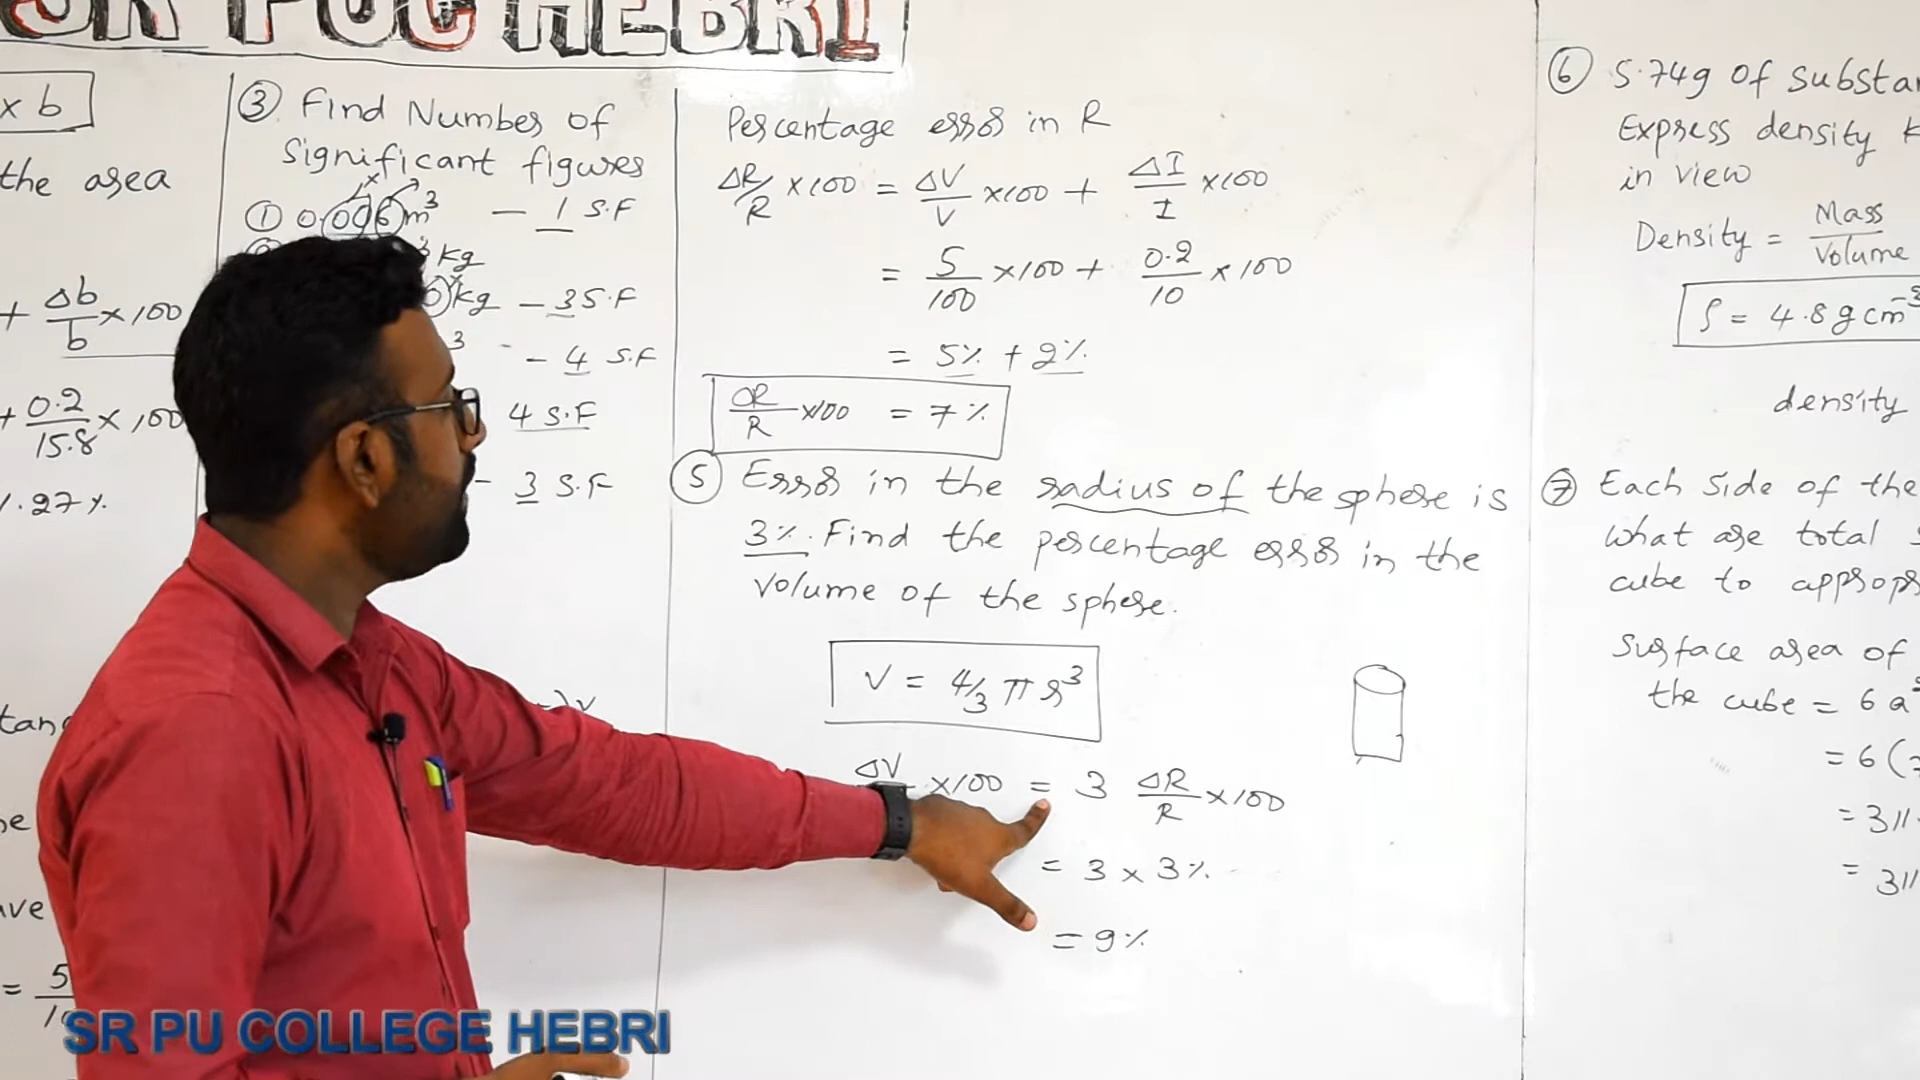 SR PUC HEBRI
x b
the area
+ Δb/b x 100
+ 0.2/15.8 x 100
1.27%
= 5
③ Find Number of
Significant figures
① 0.006m³ - 1 S.F
kg
kg - 3 S.F
3 - 4 S.F
4 S.F
- 3 S.F
Percentage error in R
ΔR/R x 100 = ΔV/V x 100 + ΔI/I x 100
= 5/100 x 100 + 0.2/10 x 100
= 5% + 2%
ΔR/R x 100 = 7%
⑤ Error in the radius of the sphere is
3%. Find the percentage error in the
volume of the sphere.
V = 4/3 π r³
ΔV x 100 = 3 ΔR/R x 100
= 3 x 3%
= 9%
⑥ 5.74g of
Express density
in view
Density = Mass/Volume
ρ = 4.8 g cm⁻³
density
⑦ Each side of the
what are total
cube to
Surface area of
the cube = 6 a
= 6 (
= 311
= 311
SR PU COLLEGE HEBRI